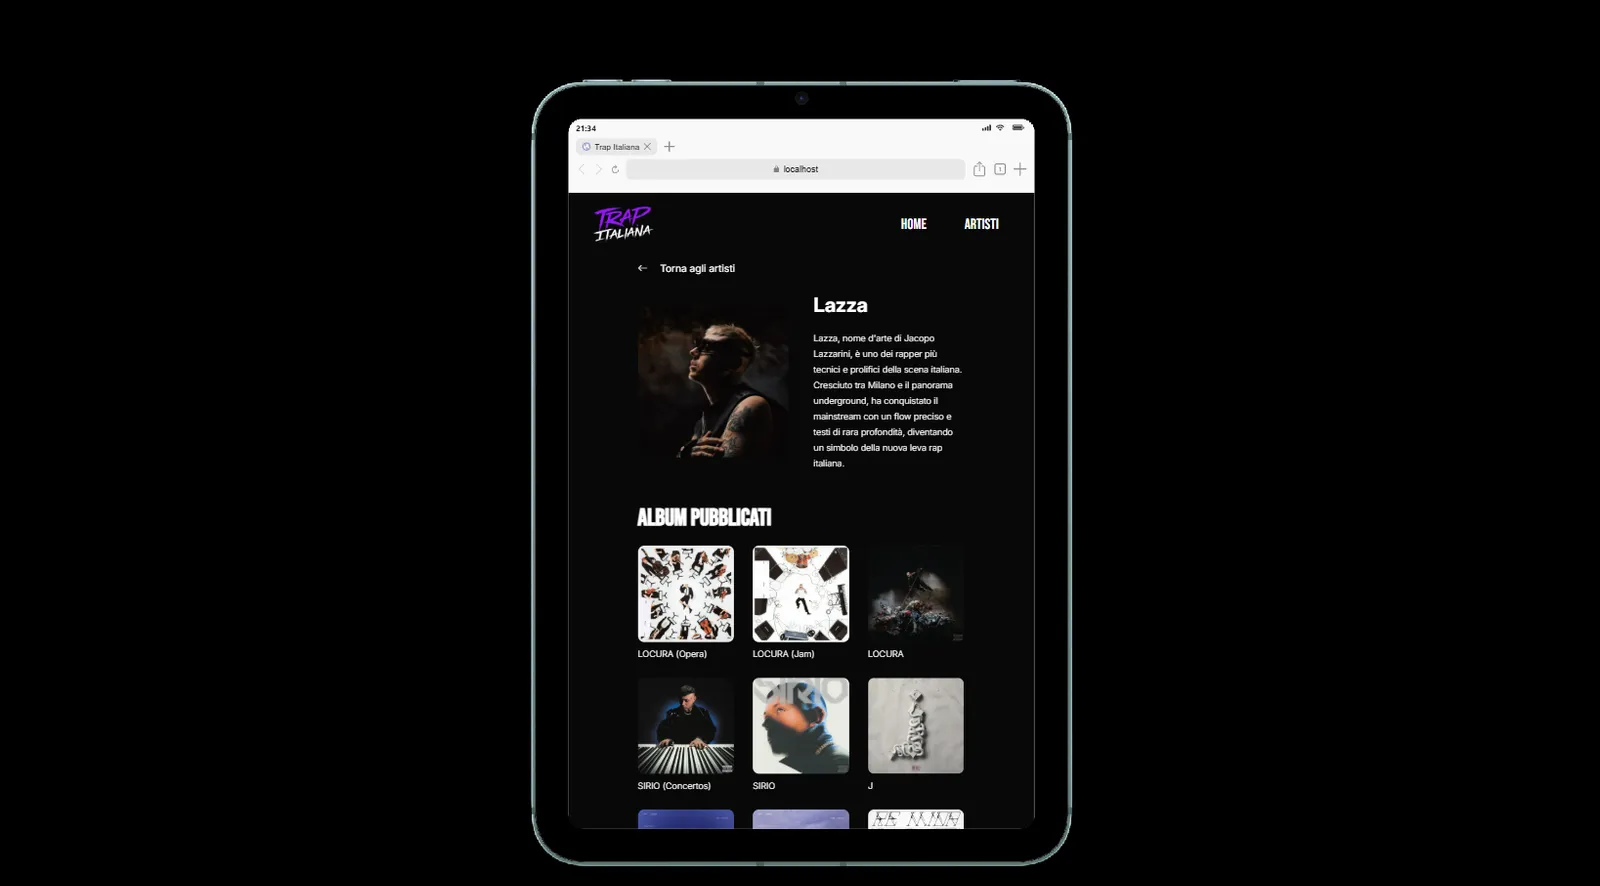 21:34
Trap Italiana
localhost
TRAP
ITALIANA
HOME
ARTISTI
Torna agli artisti
Lazza
Lazza, nome d'arte di Jacopo
Lazzarini, è uno dei rapper più
tecnici e prolifici della scena italiana.
Cresciuto tra Milano e il panorama
underground, ha conquistato il
mainstream con un flow preciso e
testi di rara profondità, diventando
un simbolo della nuova leva rap
italiana.
ALBUM PUBBLICATI
LOCURA (Opera)
LOCURA (Jam)
LOCURA
SIRIO
SIRIO (Concertos)
SIRIO
J